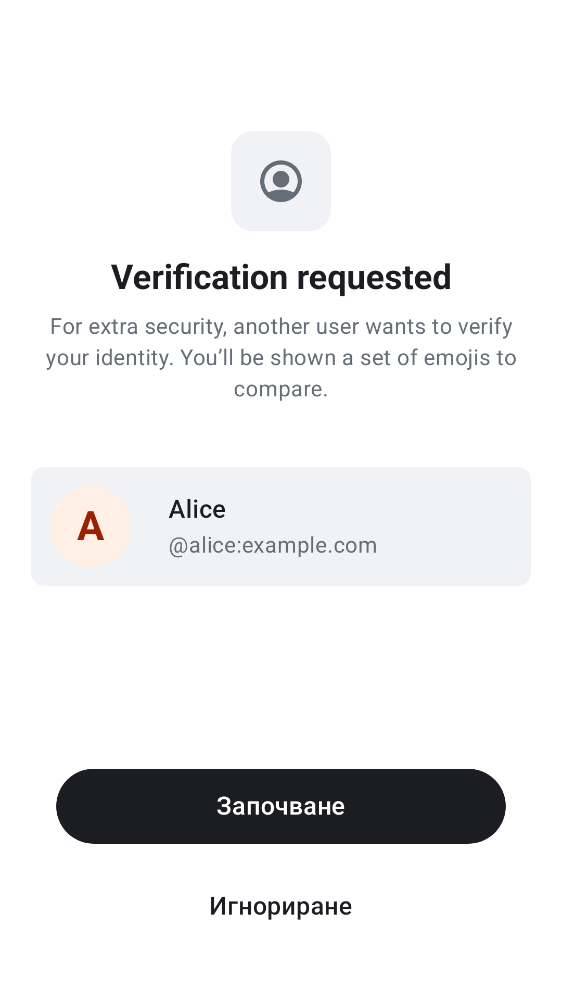 Verification requested
For extra security, another user wants to verify
your identity. You’ll be shown a set of emojis to
compare.
A
Alice
@alice:example.com
Започване
Игнориране